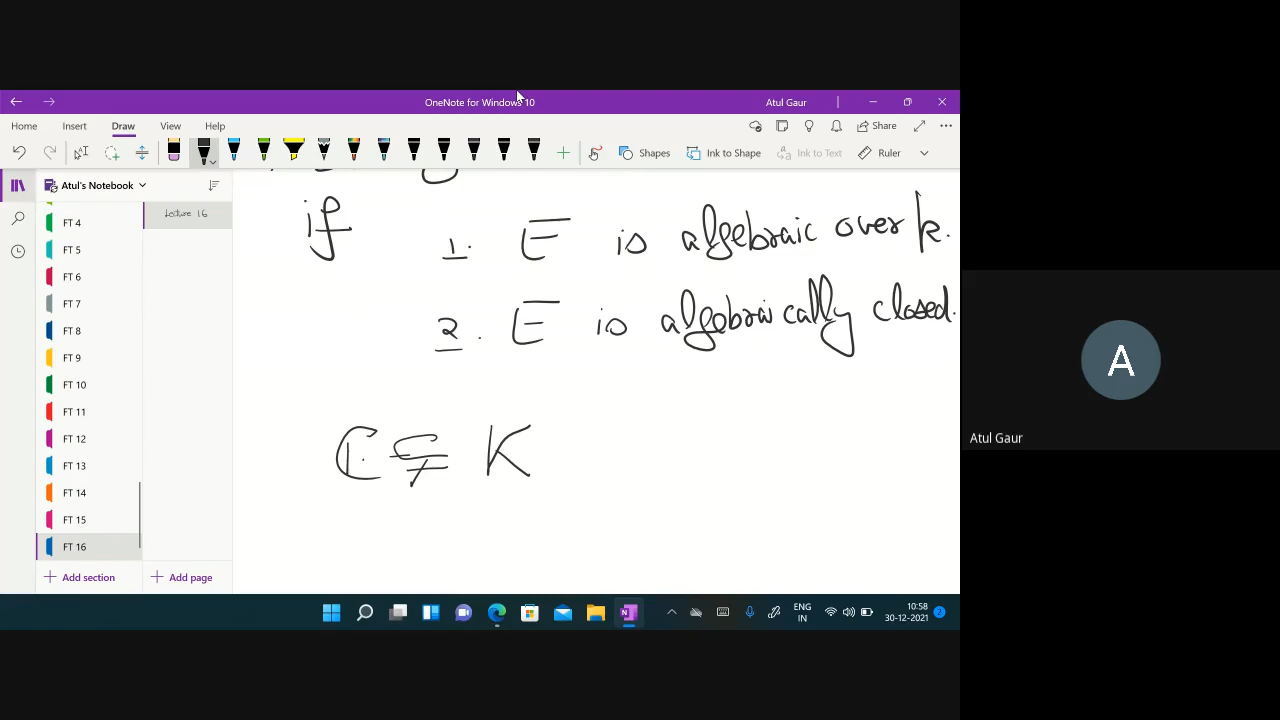 OneNote for Windows 10
Atul Gaur
Home Insert Draw View Help
Share
Shapes Ink to Shape Ink to Text Ruler
Atul's Notebook
Lecture 16
FT 4
FT 5
FT 6
FT 7
FT 8
FT 9
FT 10
FT 11
FT 12
FT 13
FT 14
FT 15
FT 16
Add section Add page
if
1. E is algebraic over k.
2. E is algebraically closed.
ℂ ⊊ K
A
Atul Gaur
ENG
IN
10:58
30-12-2021
2